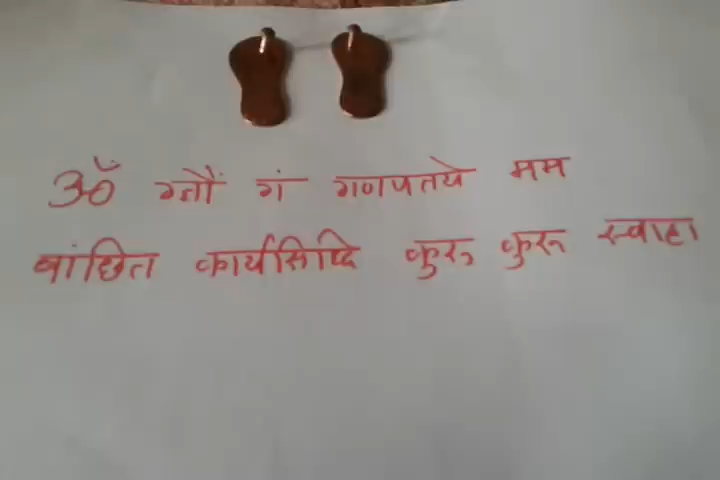 ॐ ग्लौं गं गणपतये मम
वांछित कार्यसिद्धि कुरू कुरू स्वाहा